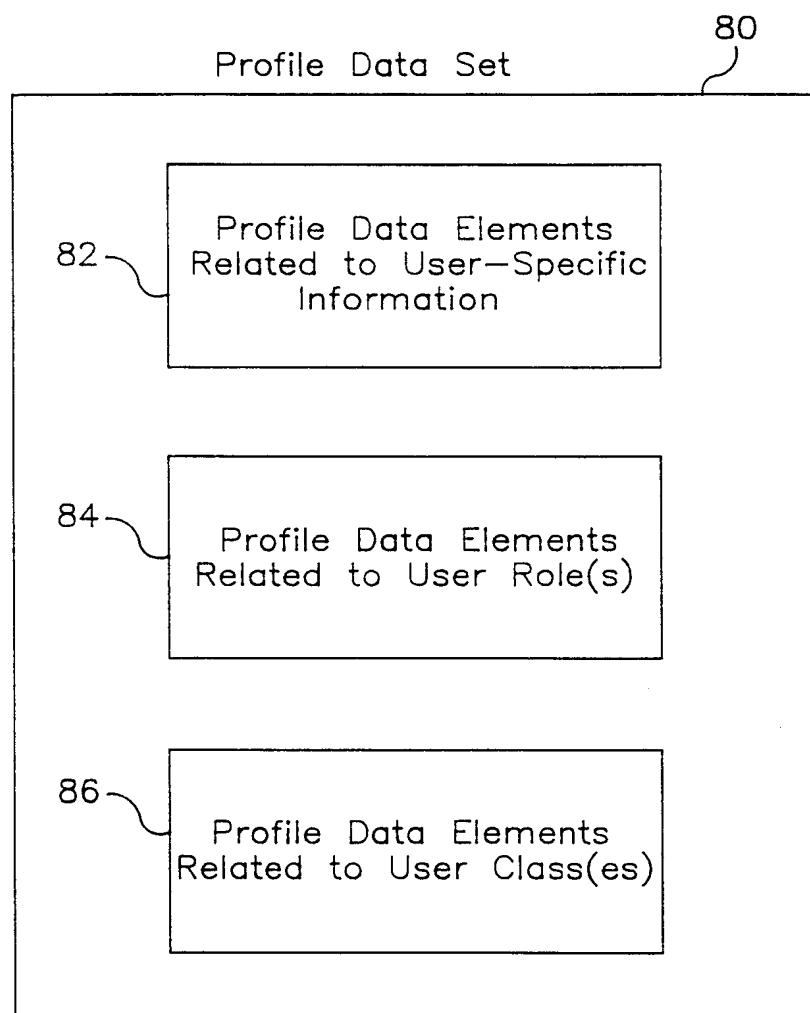 80
Profile Data Set
82
Profile Data Elements
Related to User-Specific
Information
84
Profile Data Elements
Related to User Role(s)
86
Profile Data Elements
Related to User Class(es)